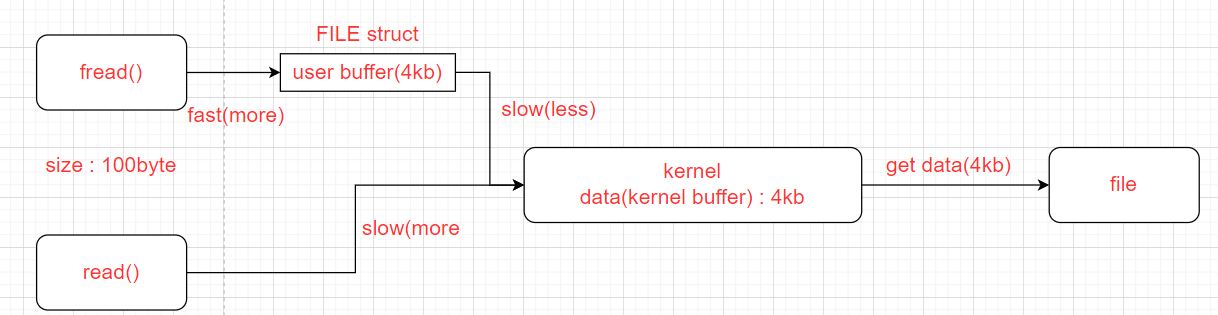 FILE struct
fread()
user buffer(4kb)
fast(more)
slow(less)
size : 100byte
kernel
data(kernel buffer) : 4kb
get data(4kb)
file
slow(more
read()